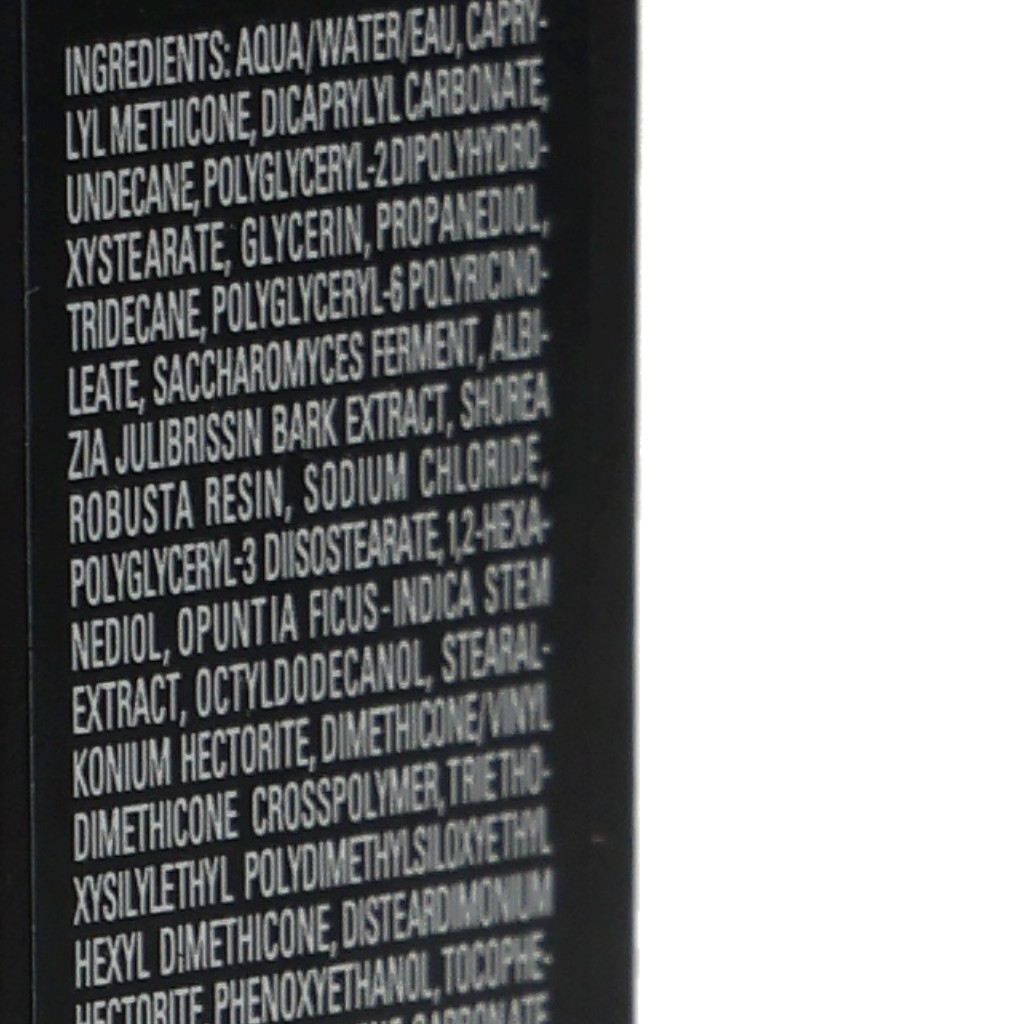 INGREDIENTS: AQUA/WATER/EAU, CAPRY-
LYL METHICONE, DICAPRYLYL CARBONATE,
UNDECANE, POLYGLYCERYL-2 DIPOLYHYDRO-
XYSTEARATE, GLYCERIN, PROPANEDIOL,
TRIDECANE, POLYGLYCERYL-6 POLYRICINO-
LEATE, SACCHAROMYCES FERMENT, ALBI-
ZIA JULIBRISSIN BARK EXTRACT, SHOREA
ROBUSTA RESIN, SODIUM CHLORIDE,
POLYGLYCERYL-3 DIISOSTEARATE, 1,2-HEXA-
NEDIOL, OPUNTIA FICUS-INDICA STEM
EXTRACT, OCTYLDODECANOL, STEARAL-
KONIUM HECTORITE, DIMETHICONE/VINYL
DIMETHICONE CROSSPOLYMER, TRIETHO-
XYSILYLETHYL POLYDIMETHYLSILOXYETHYL
HEXYL DIMETHICONE, DISTEARDIMONIUM
HECTORITE, PHENOXYETHANOL, TOCOPHE-
CARBONATE